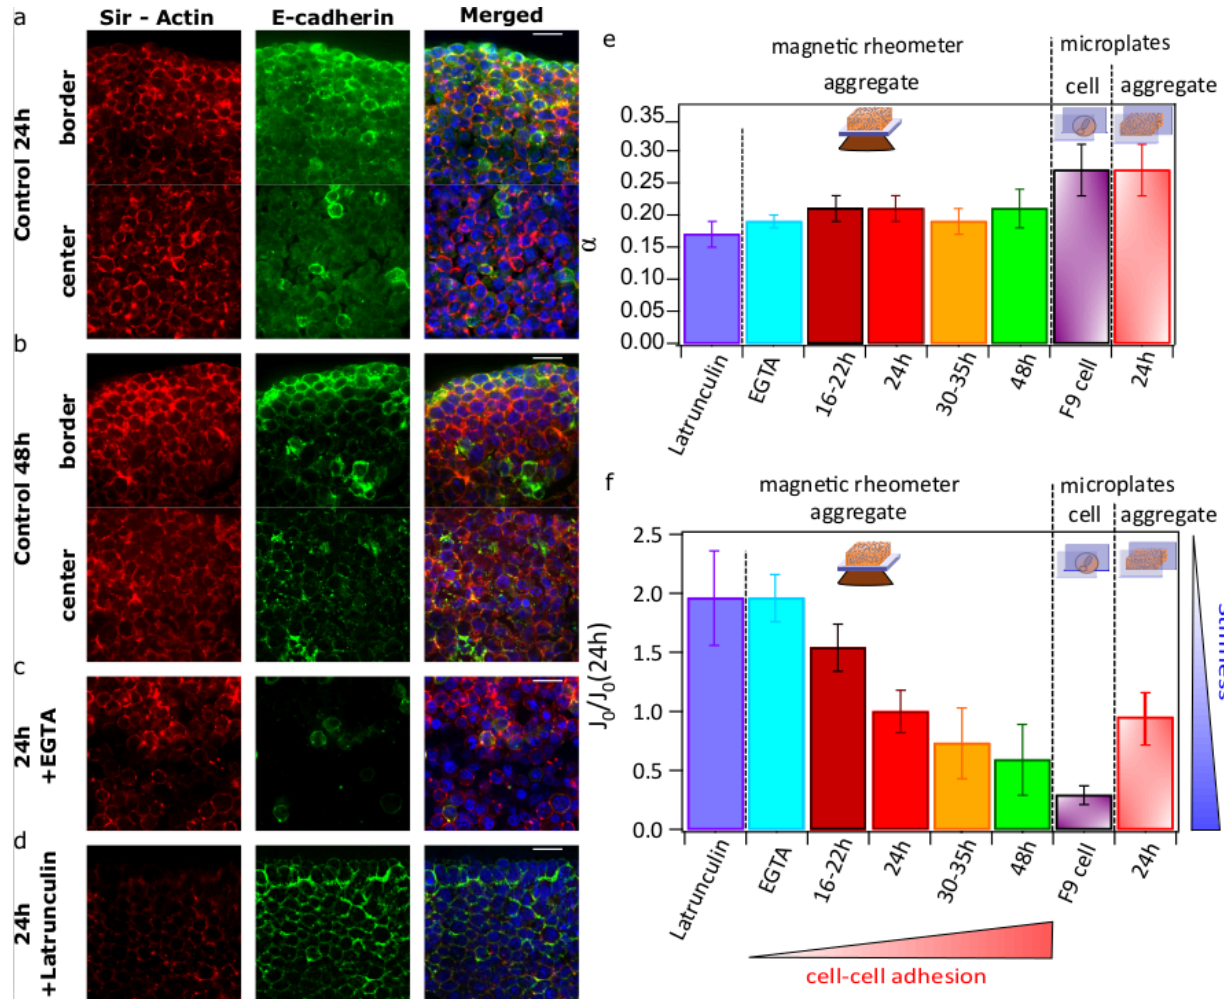 a
Sir - Actin
E-cadherin
Merged
Control 24h
border
center
b
Control 48h
border
center
c
24h
+EGTA
d
24h
+Latrunculin
e
magnetic rheometer
aggregate
microplates
cell
aggregate
α
0.35
0.30
0.25
0.20
0.15
0.10
0.05
0.00
Latrunculin
EGTA
16-22h
24h
30-35h
48h
F9 cell
24h
f
magnetic rheometer
aggregate
microplates
cell
aggregate
J₀/J₀(24h)
2.5
2.0
1.5
1.0
0.5
0.0
Latrunculin
EGTA
16-22h
24h
30-35h
48h
F9 cell
24h
cell-cell adhesion